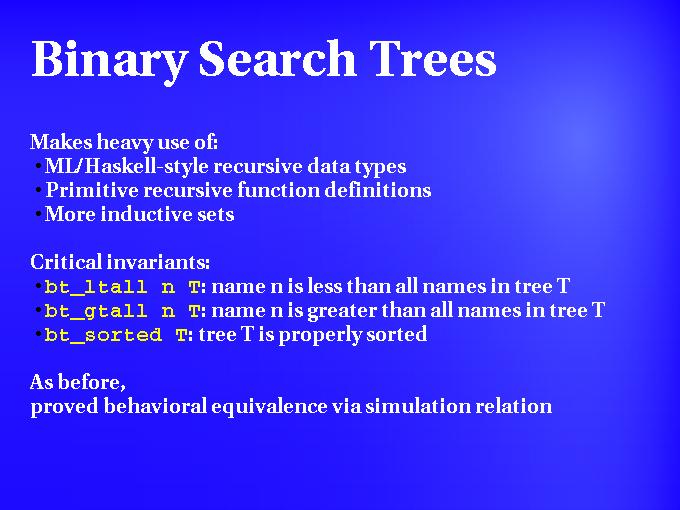 Binary Search Trees
Makes heavy use of:
•ML/Haskell-style recursive data types
•Primitive recursive function definitions
•More inductive sets
Critical invariants:
•bt_ltall n T: name n is less than all names in tree T
•bt_gtall n T: name n is greater than all names in tree T
•bt_sorted T: tree T is properly sorted
As before,
proved behavioral equivalence via simulation relation